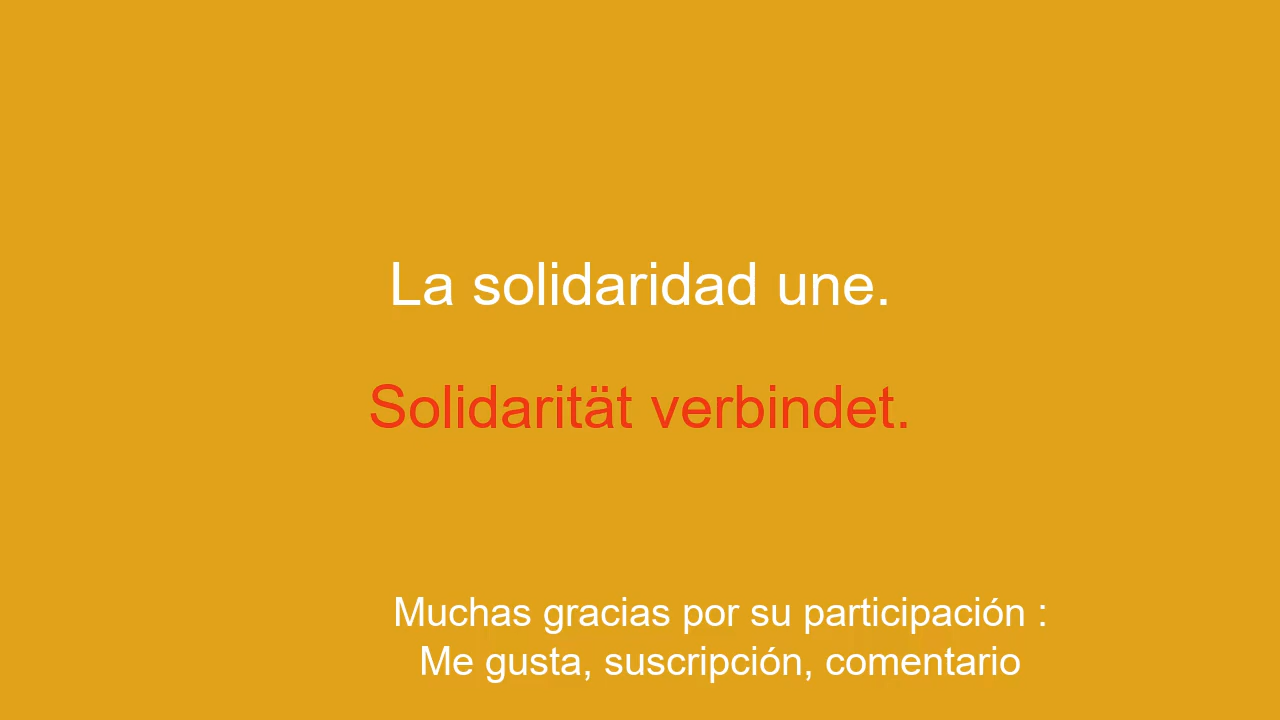 La solidaridad une.
Solidarität verbindet.
Muchas gracias por su participación :
Me gusta, suscripción, comentario